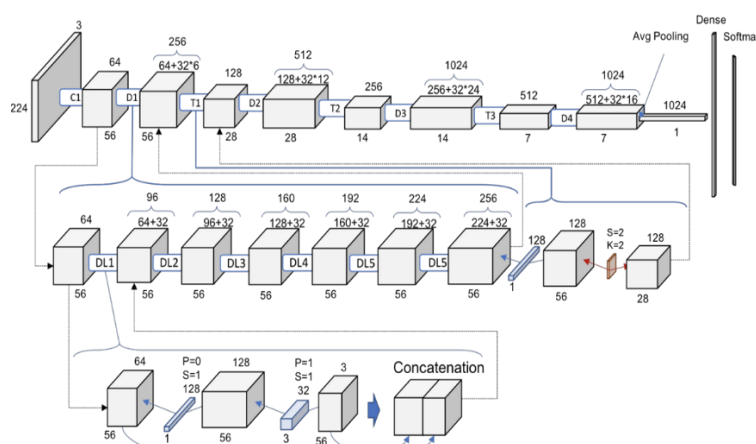 Dense
Softma
Avg Pooling
3
64
256
64+32*6
128
512
128+32*12
256
1024
256+32*24
512
1024
512+32*16
1024
224
C1
D1
T1
D2
T2
D3
T3
D4
56
56
28
28
14
14
7
7
1
64
96
64+32
128
96+32
160
128+32
192
160+32
224
192+32
256
224+32
128
128
S=2
K=2
128
DL1
DL2
DL3
DL4
DL5
DL5
56
56
56
56
56
56
56
1
56
28
64
P=0
S=1
128
128
P=1
S=1
32
3
Concatenation
56
1
56
3
56